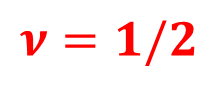 ν = 1/2